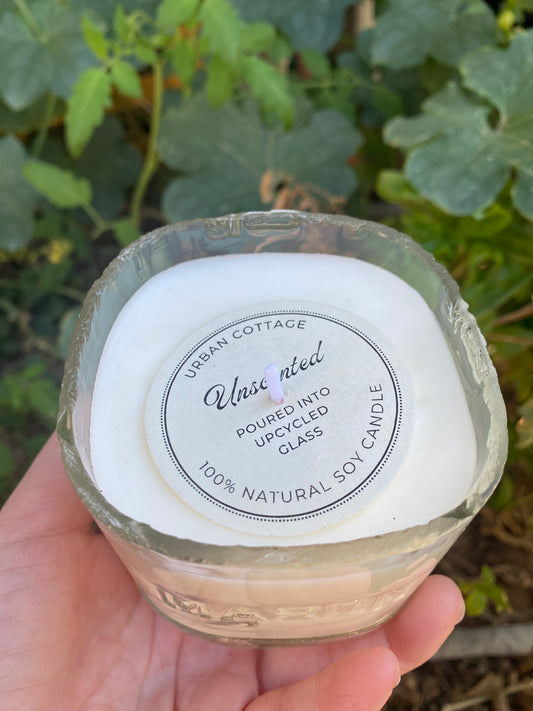 URBAN COTTAGE
Unscented
POURED INTO
UPCYCLED
GLASS
100% NATURAL SOY CANDLE